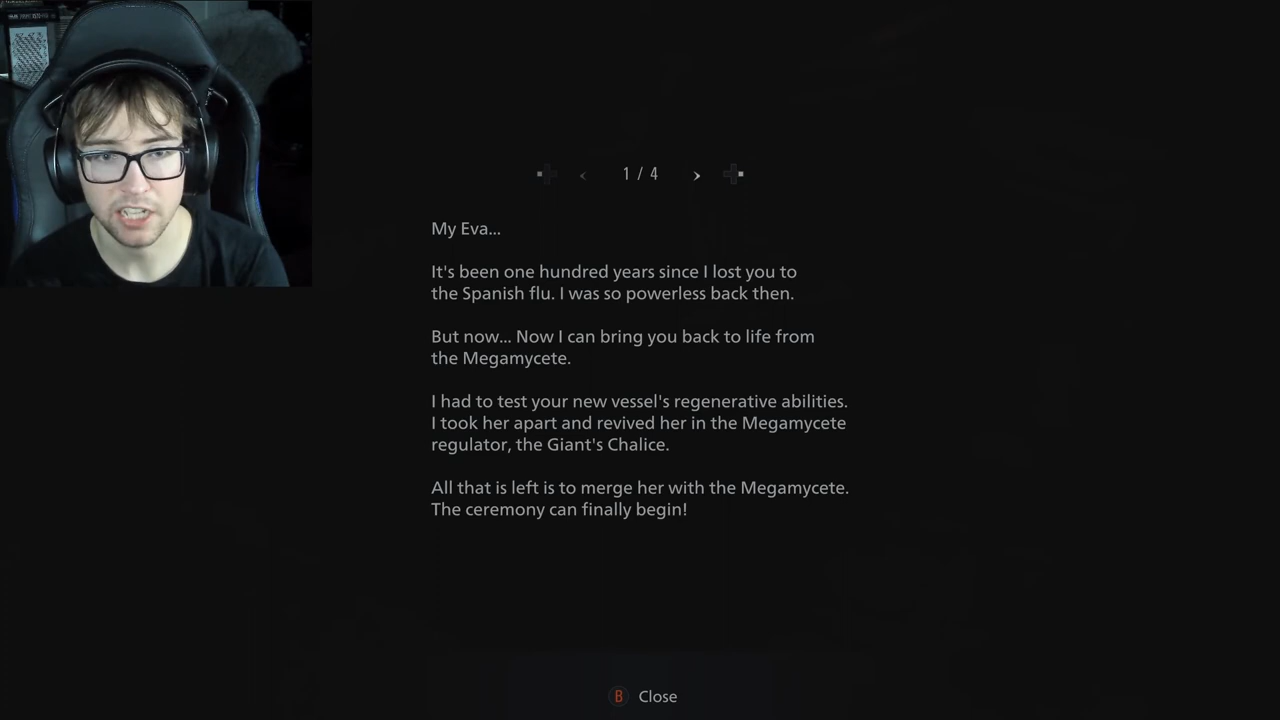 1 / 4
My Eva...
It's been one hundred years since I lost you to
the Spanish flu. I was so powerless back then.
But now... Now I can bring you back to life from
the Megamycete.
I had to test your new vessel's regenerative abilities.
I took her apart and revived her in the Megamycete
regulator, the Giant's Chalice.
All that is left is to merge her with the Megamycete.
The ceremony can finally begin!
B Close